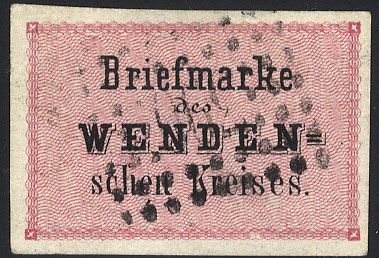 Briefmarke
des
WENDEN=
schen Kreises.